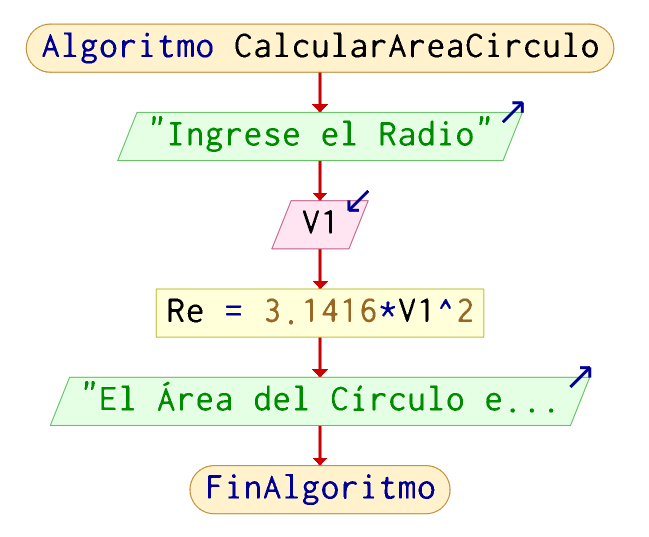 Algoritmo CalcularAreaCirculo
"Ingrese el Radio"
V1
Re = 3.1416*V1^2
"El Área del Círculo e...
FinAlgoritmo